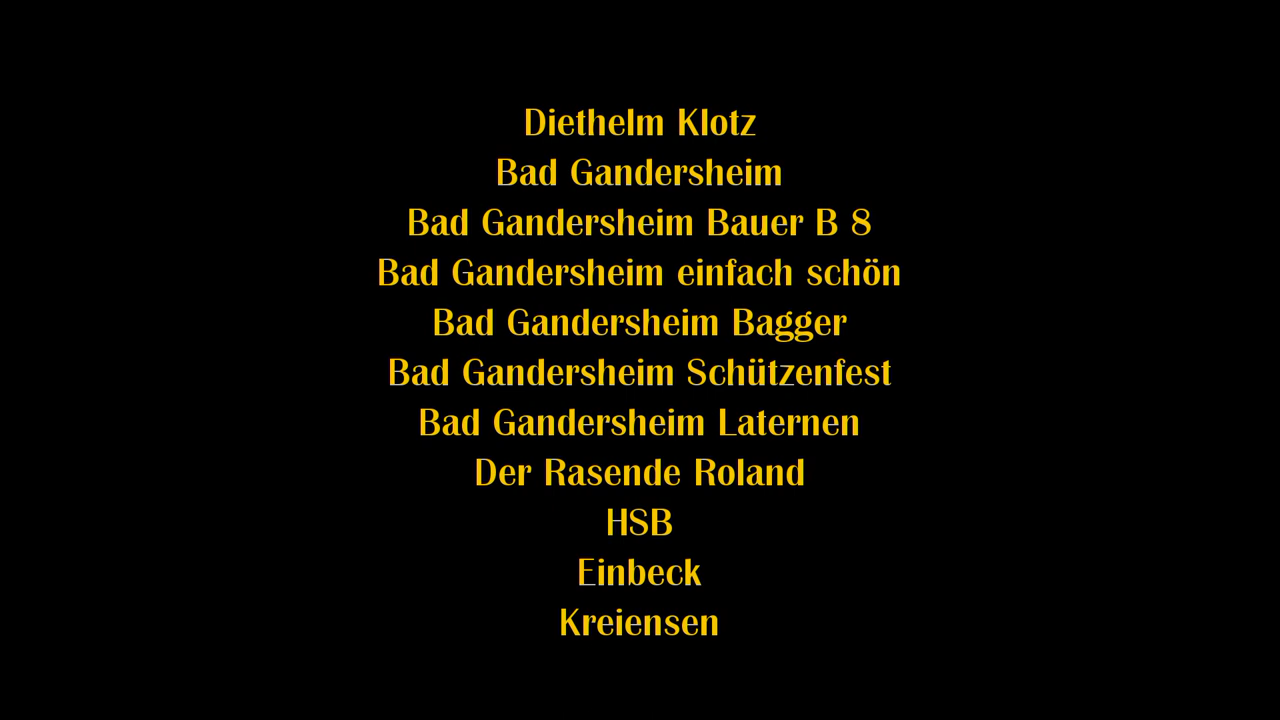 Diethelm Klotz
Bad Gandersheim
Bad Gandersheim Bauer B 8
Bad Gandersheim einfach schön
Bad Gandersheim Bagger
Bad Gandersheim Schützenfest
Bad Gandersheim Laternen
Der Rasende Roland
HSB
Einbeck
Kreiensen